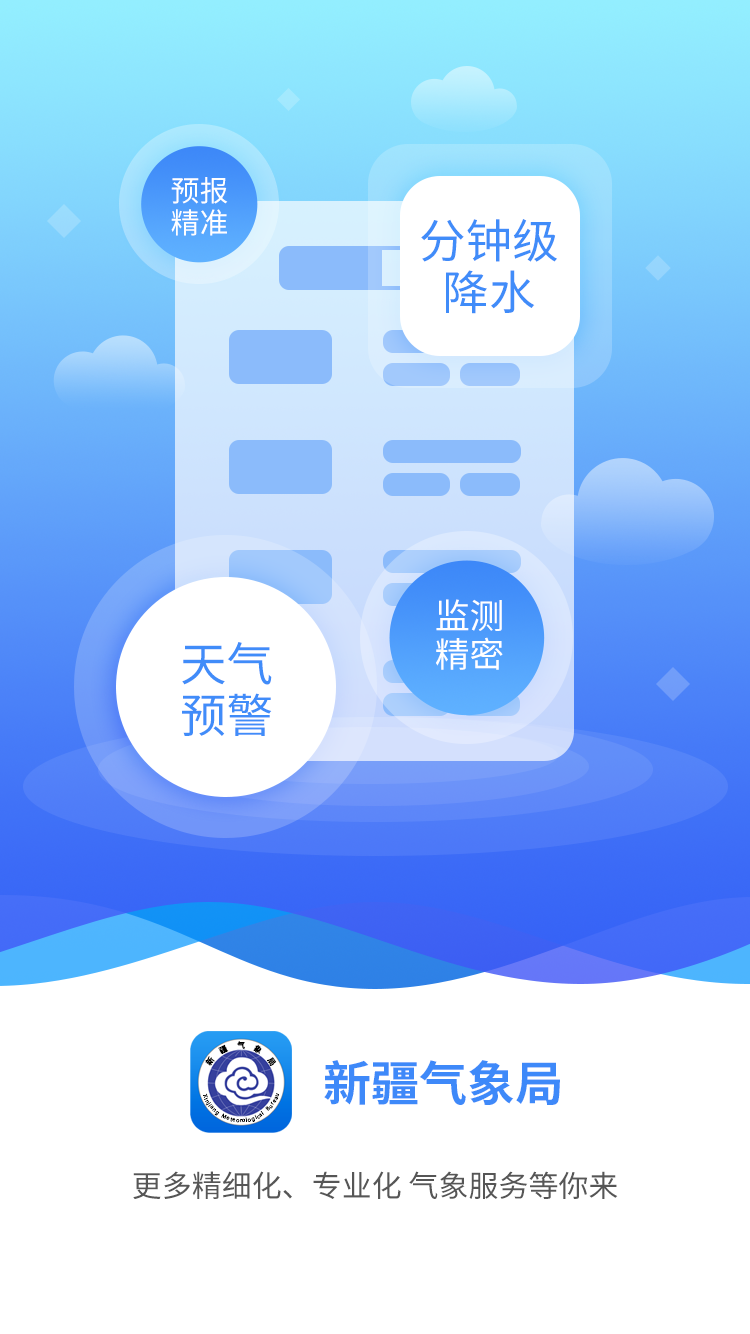 预报
精准
分钟级
降水
天气
预警
监测
精密
新疆气象局
Xinjiang Meteorological Bureau
新疆气象局
更多精细化、专业化 气象服务等你来